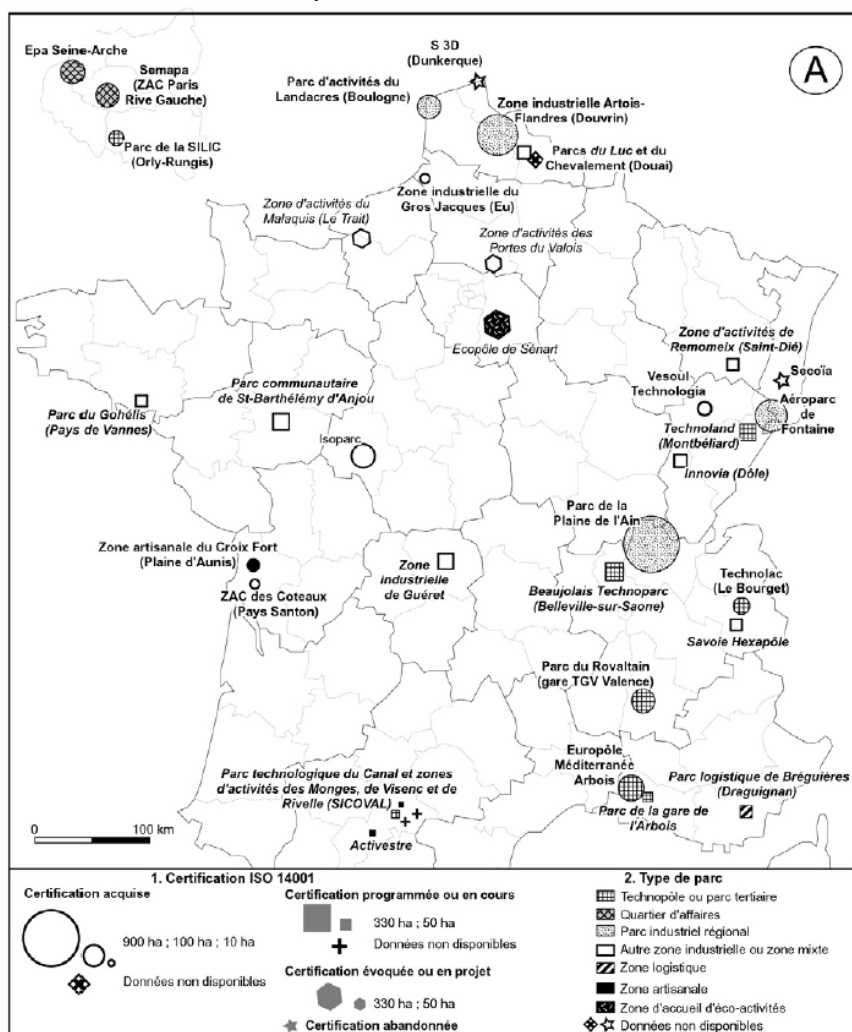 Epa Seine-Arche
Semapa
(ZAC Paris
Rive Gauche)
Parc de la SILIC
(Orly-Rungis)
S 3D
(Dunkerque)
A
Parc d'activités du
Landacres (Boulogne)
Zone industrielle Artois-
Flandres (Douvrin)
Parcs du Luc et du
Chevalement (Douai)
Zone industrielle du
Gros Jacques (Eu)
Zone d'activités du
Malaquis (Le Trait)
Zone d'activités des
Portes du Valois
Ecopôle de Sénart
Zone d'activités de
Remomeix (Saint-Dié)
Secoïa
Vesoul
Technologia
Aéroparc
de
Fontaine
Technoland
(Montbéliard)
Innovia (Dôle)
Parc du Gohélis
(Pays de Vannes)
Parc communautaire
de St-Barthélémy d'Anjou
Isoparc
Parc de la
Plaine de l'Ain
Zone artisanale du Croix Fort
(Plaine d'Aunis)
ZAC des Coteaux
(Pays Santon)
Zone
industrielle
de Guéret
Beaujolais Technoparc
(Belleville-sur-Saone)
Technolac
(Le Bourget)
Savoie Hexapôle
Parc du Rovaltain
(gare TGV Valence)
Europôle
Méditerranée
Arbois
Parc logistique de Bréguières
(Draguignan)
Parc de la gare de
l'Arbois
Parc technologique du Canal et zones
d'activités des Monges, de Visenc et de
Rivelle (SICOVAL)
Activestre
0 100 km
1. Certification ISO 14001
Certification acquise
900 ha ; 100 ha ; 10 ha
Données non disponibles
Certification programmée ou en cours
330 ha ; 50 ha
Données non disponibles
Certification évoquée ou en projet
330 ha ; 50 ha
Certification abandonnée
2. Type de parc
Technopôle ou parc tertiaire
Quartier d'affaires
Parc industriel régional
Autre zone industrielle ou zone mixte
Zone logistique
Zone artisanale
Zone d'accueil d'éco-activités
Données non disponibles